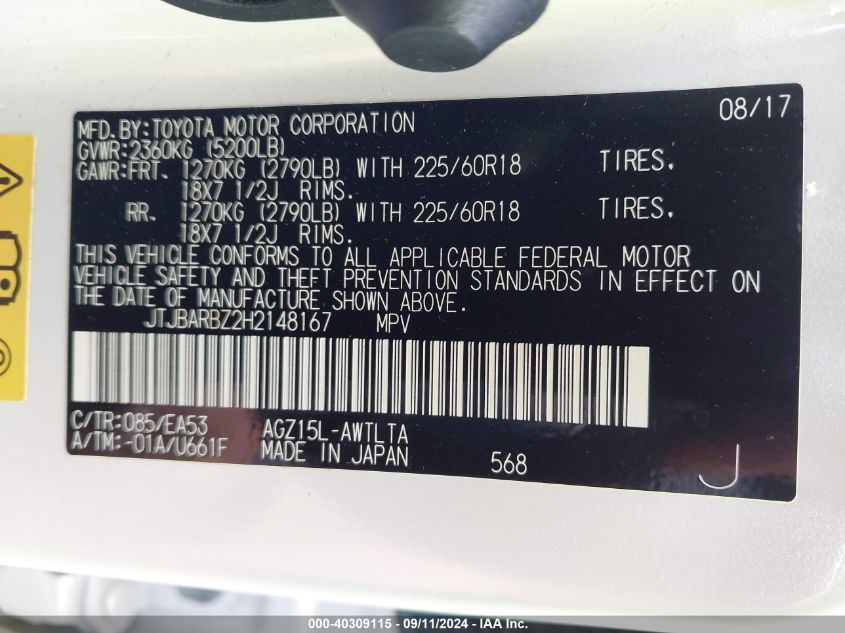 08/17
MFD. BY: TOYOTA MOTOR CORPORATION
GVWR: 2360KG (5200LB)
GAWR: FRT. 1270KG (2790LB) WITH 225/60R18 TIRES.
18X7 1/2J RIMS.
RR. 1270KG (2790LB) WITH 225/60R18 TIRES.
18X7 1/2J RIMS.
THIS VEHICLE CONFORMS TO ALL APPLICABLE FEDERAL MOTOR
VEHICLE SAFETY AND THEFT PREVENTION STANDARDS IN EFFECT ON
THE DATE OF MANUFACTURE SHOWN ABOVE.
JTJBARBZ2H2148167 MPV
C/TR: 085/EA53 AGZ15L-AWTLTA
A/TM: -01A/U661F MADE IN JAPAN 568
J
000-40309115 - 09/11/2024 - IAAI.com